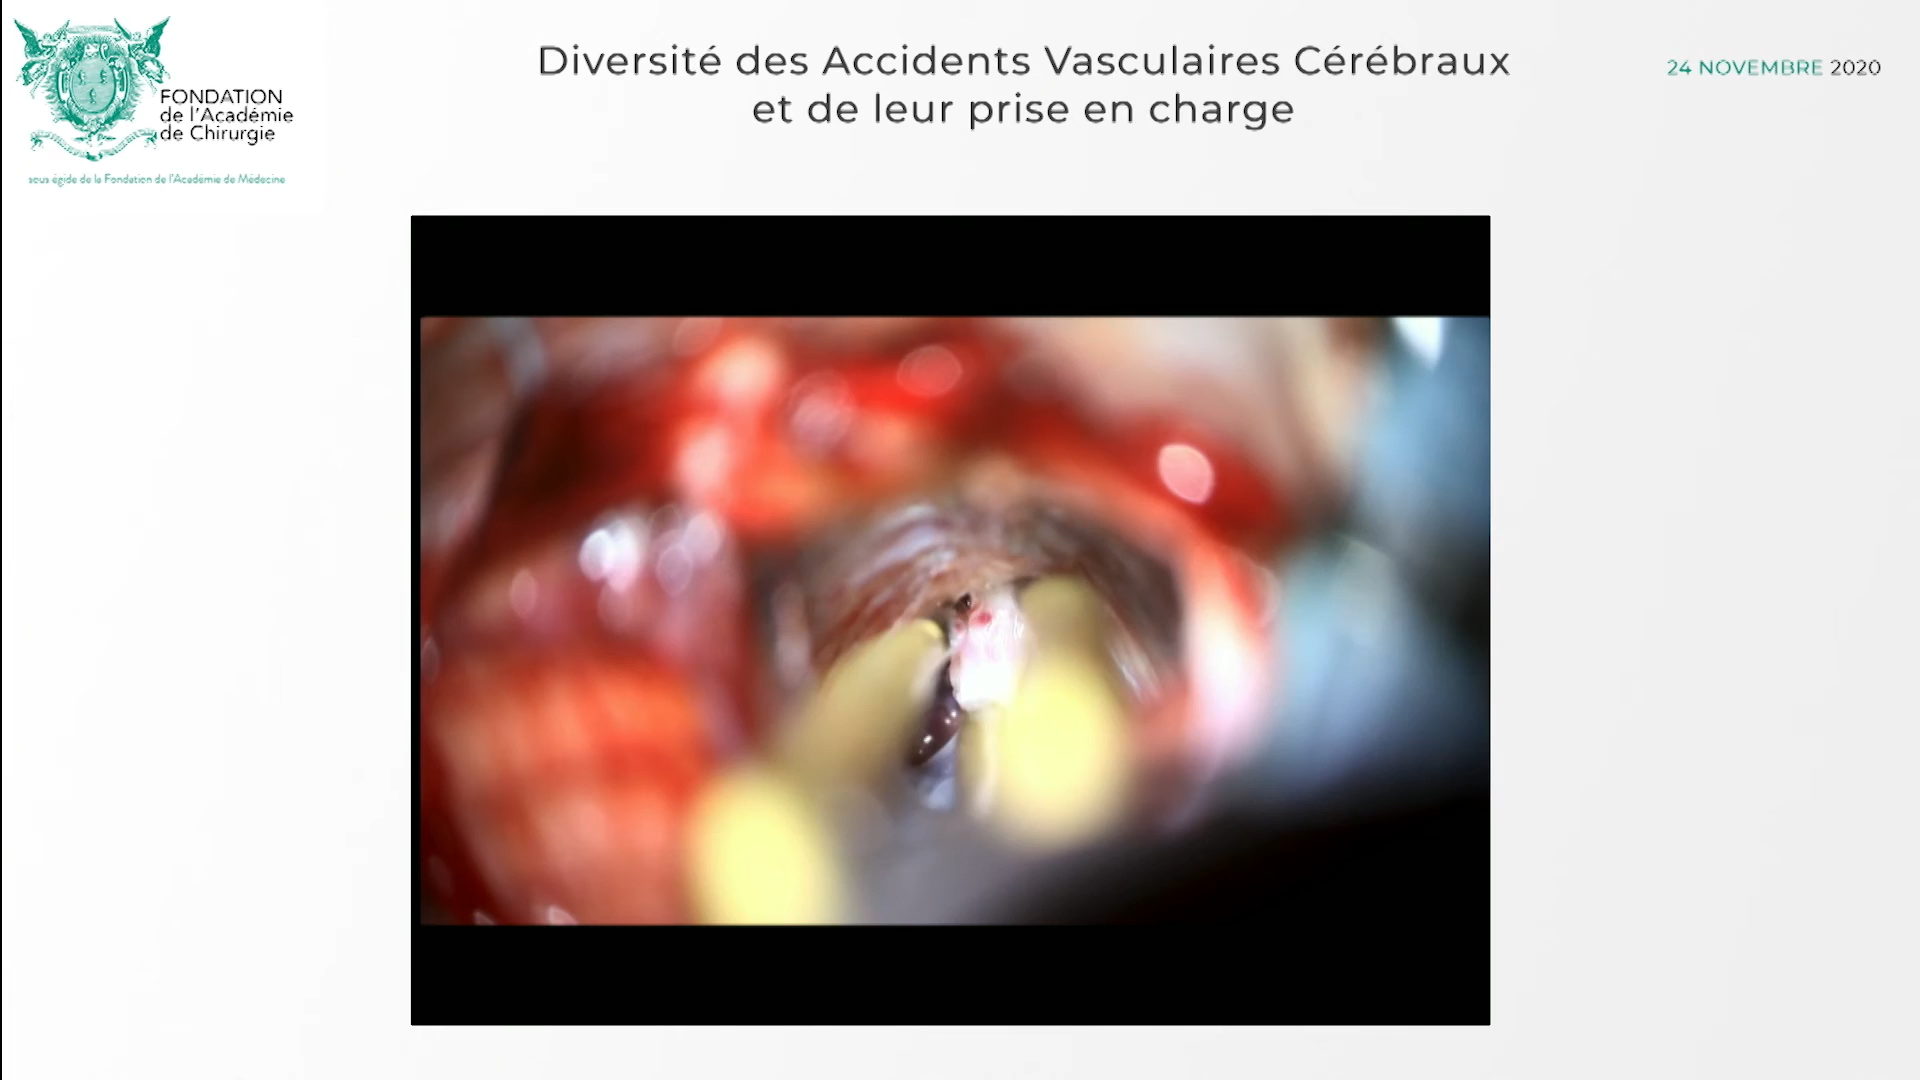 FONDATION
de l'Académie
de Chirurgie
sous égide de la Fondation de l'Académie de Médecine
Diversité des Accidents Vasculaires Cérébraux
et de leur prise en charge
24 NOVEMBRE 2020